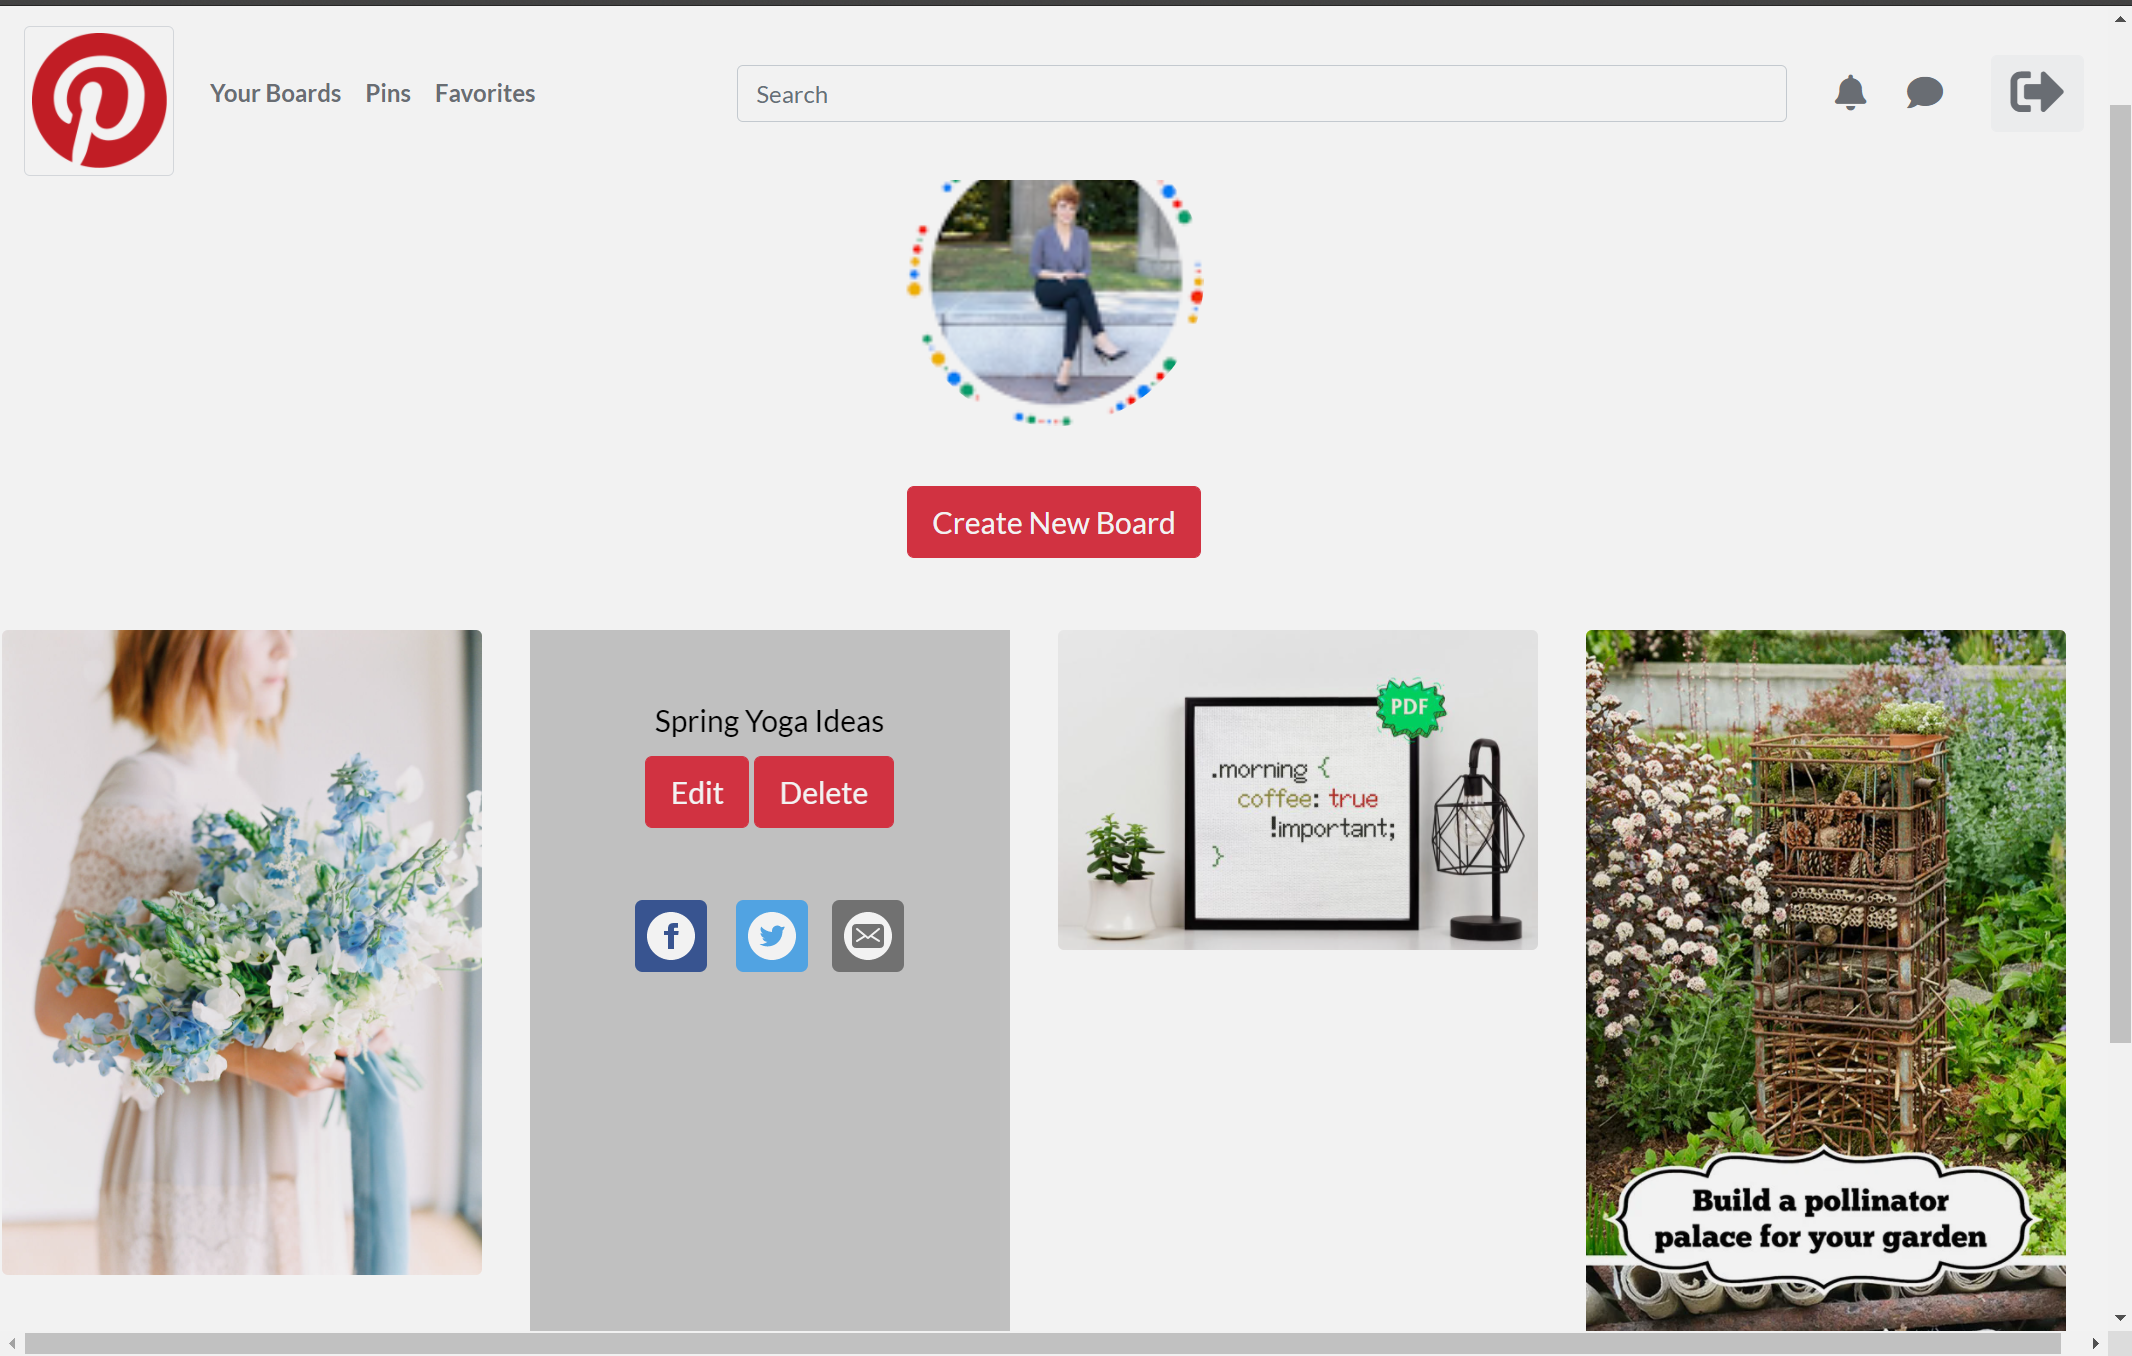 Your Boards Pins Favorites
Search
Create New Board
Spring Yoga Ideas
Edit Delete
PDF
.morning {
coffee: true
!important;
}
Build a pollinator
palace for your garden